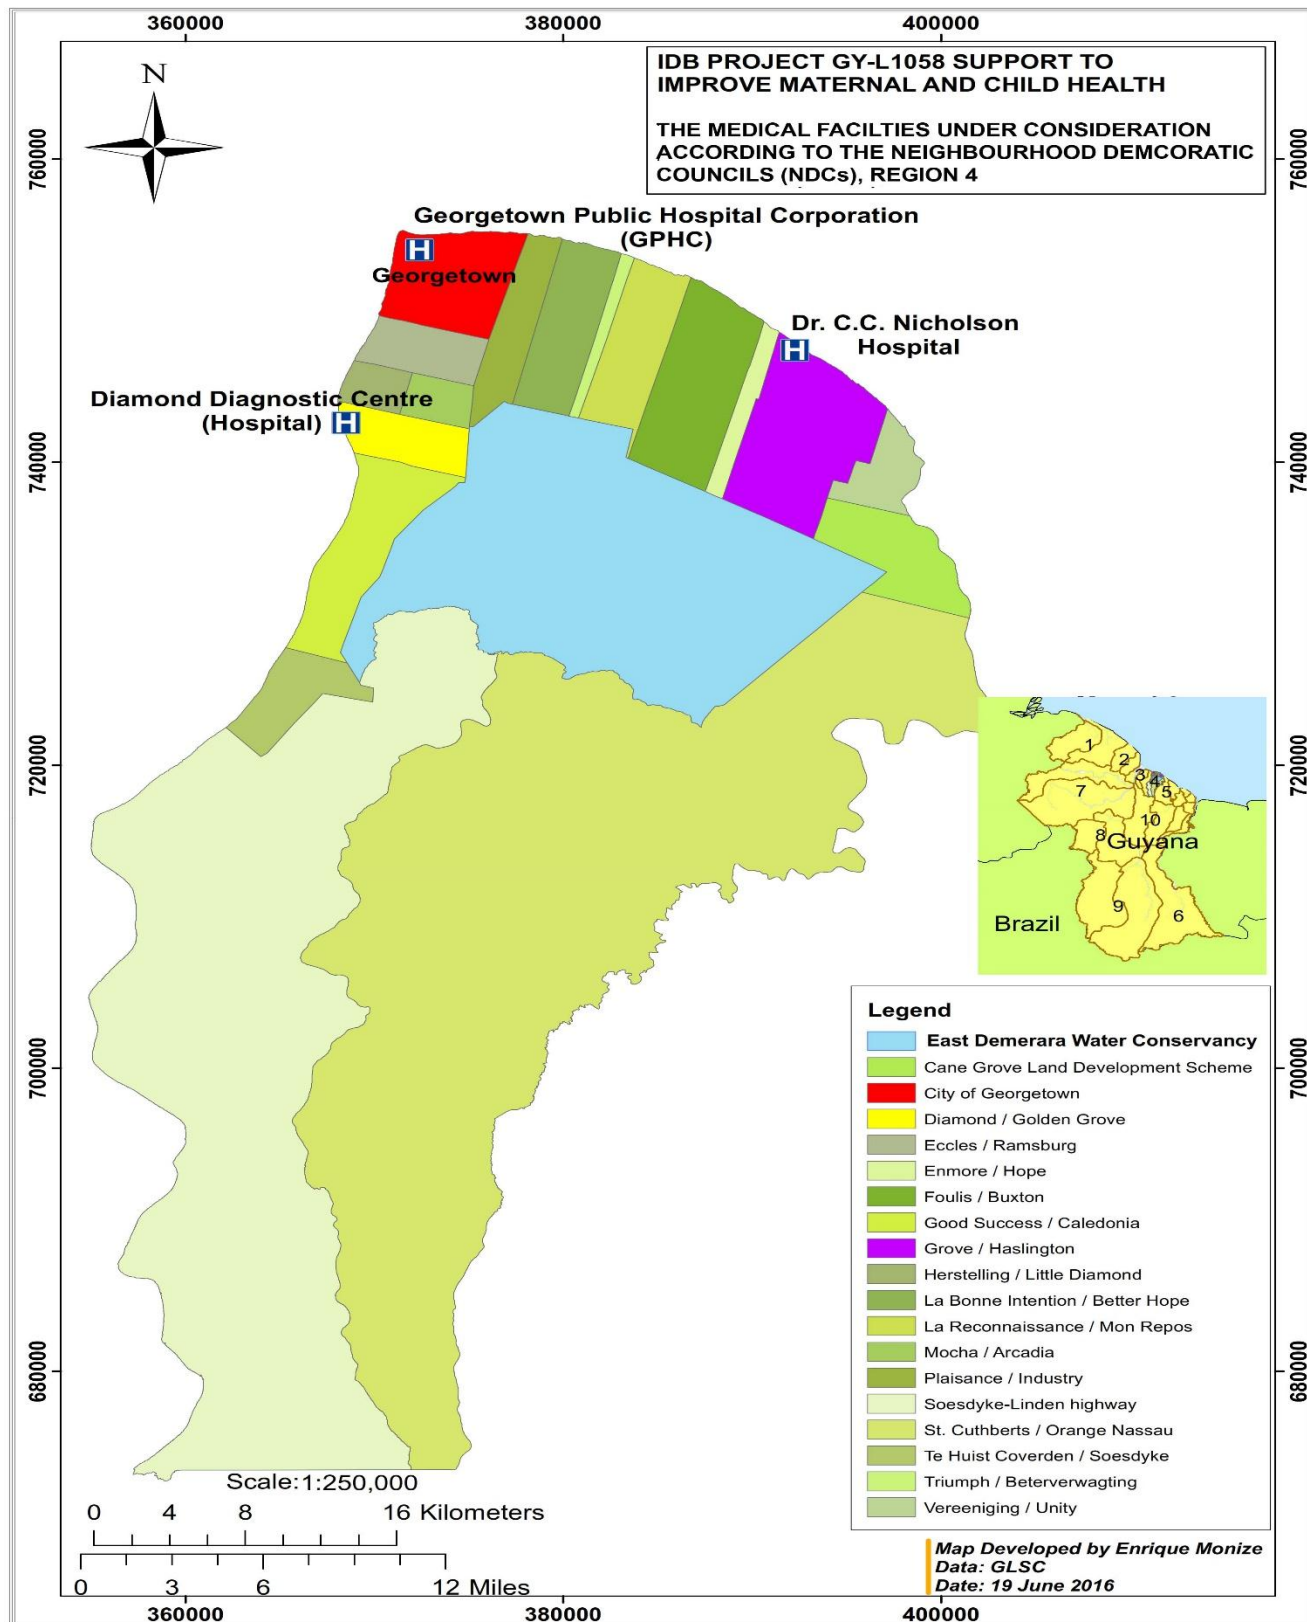 360000
380000
400000
N
IDB PROJECT GY-L1058 SUPPORT TO
IMPROVE MATERNAL AND CHILD HEALTH
THE MEDICAL FACILTIES UNDER CONSIDERATION
ACCORDING TO THE NEIGHBOURHOOD DEMCORATIC
COUNCILS (NDCs), REGION 4
760000
760000
Georgetown Public Hospital Corporation
(GPHC)
H
Georgetown
Dr. C.C. Nicholson
Hospital
H
Diamond Diagnostic Centre
(Hospital)
H
740000
740000
720000
720000
1
2
3
4
5
7
10
8
Guyana
9
6
Brazil
700000
700000
680000
680000
Legend
East Demerara Water Conservancy
Cane Grove Land Development Scheme
City of Georgetown
Diamond / Golden Grove
Eccles / Ramsburg
Enmore / Hope
Foulis / Buxton
Good Success / Caledonia
Grove / Haslington
Herstelling / Little Diamond
La Bonne Intention / Better Hope
La Reconnaissance / Mon Repos
Mocha / Arcadia
Plaisance / Industry
Soesdyke-Linden highway
St. Cuthberts / Orange Nassau
Te Huist Coverden / Soesdyke
Triumph / Beterverwagting
Vereeniging / Unity
Scale:1:250,000
0 4 8 16 Kilometers
0 3 6 12 Miles
Map Developed by Enrique Monize
Data: GLSC
Date: 19 June 2016
360000
380000
400000